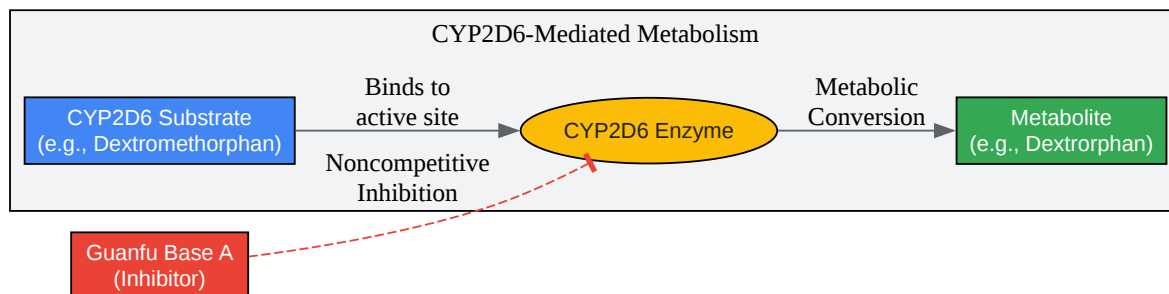 CYP2D6-Mediated Metabolism
CYP2D6 Substrate
(e.g., Dextromethorphan)
Binds to
active site
CYP2D6 Enzyme
Metabolic
Conversion
Metabolite
(e.g., Dextrorphan)
Noncompetitive
Inhibition
Guanfu Base A
(Inhibitor)